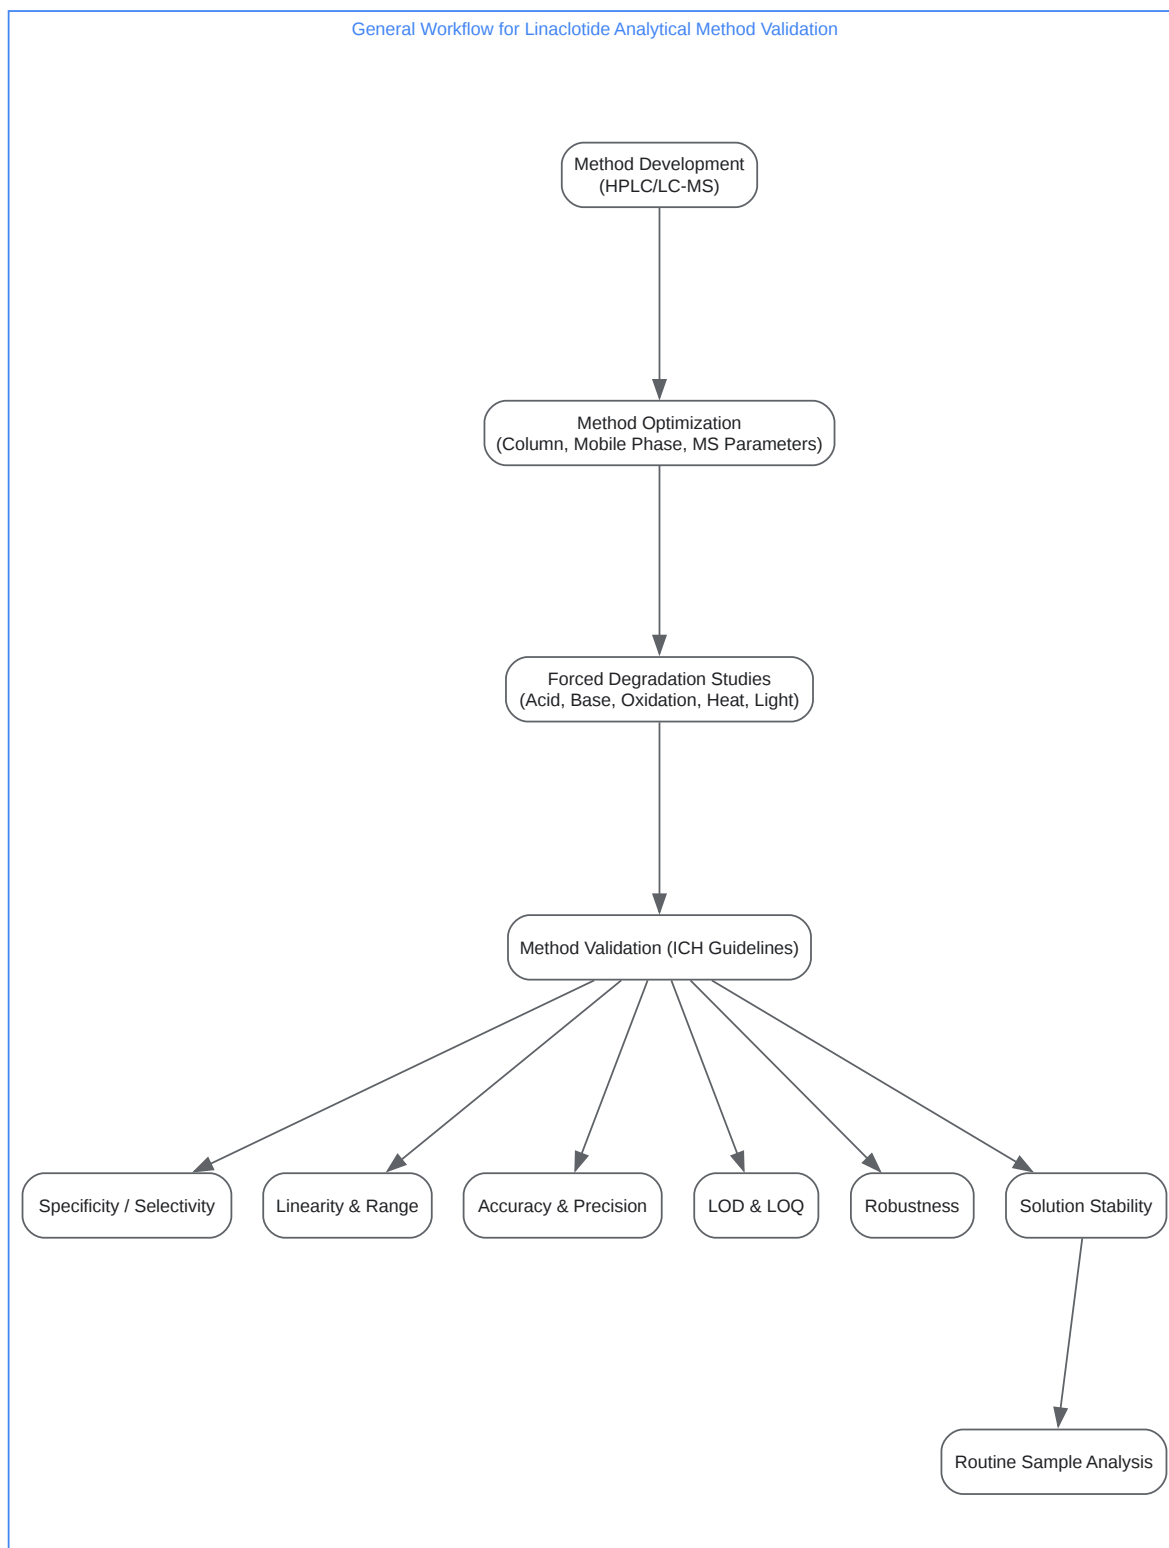 General Workflow for Linaclotide Analytical Method Validation
Method Development
(HPLC/LC-MS)
Method Optimization
(Column, Mobile Phase, MS Parameters)
Forced Degradation Studies
(Acid, Base, Oxidation, Heat, Light)
Method Validation (ICH Guidelines)
Specificity / Selectivity
Linearity & Range
Accuracy & Precision
LOD & LOQ
Robustness
Solution Stability
Routine Sample Analysis